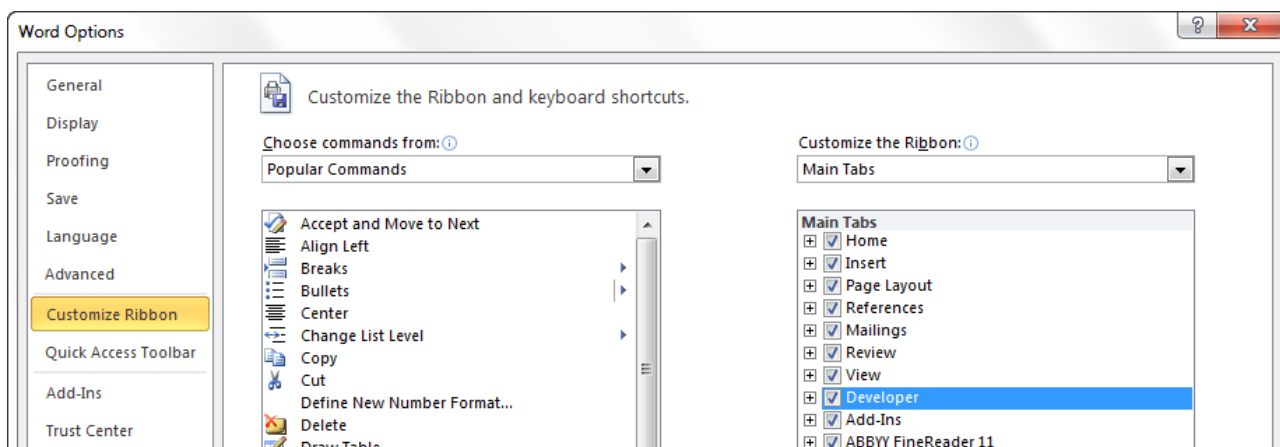 Word Options
General
Display
Proofing
Save
Language
Advanced
Customize Ribbon
Quick Access Toolbar
Add-Ins
Trust Center
Customize the Ribbon and keyboard shortcuts.
Choose commands from:
Popular Commands
Accept and Move to Next
Align Left
Breaks
Bullets
Center
Change List Level
Copy
Cut
Define New Number Format...
Delete
Draw Table
Customize the Ribbon:
Main Tabs
Main Tabs
Home
Insert
Page Layout
References
Mailings
Review
View
Developer
Add-Ins
ABBYY FineReader 11